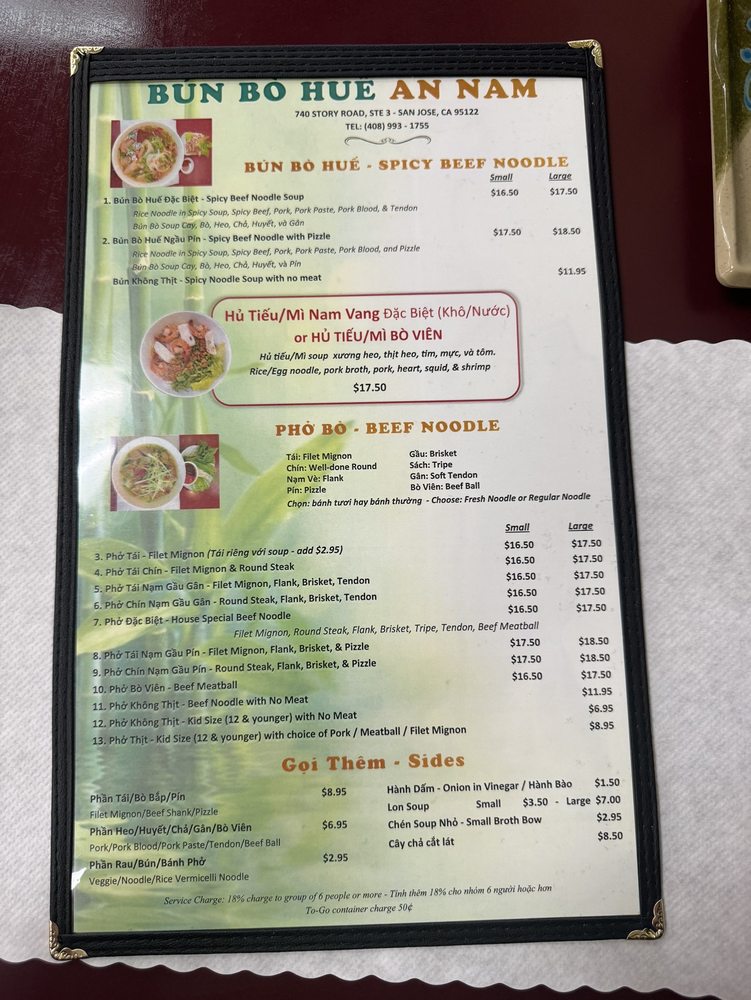 BÚN BÒ HUẾ AN NAM
740 STORY ROAD, STE 3 - SAN JOSE, CA 95122
TEL: (408) 993 - 1755
BÚN BÒ HUẾ - SPICY BEEF NOODLE
Small Large
1. Bún Bò Huế Đặc Biệt - Spicy Beef Noodle Soup $16.50 $17.50
Rice Noodle in Spicy Soup, Spicy Beef, Pork, Pork Paste, Pork Blood, & Tendon
Bún Bò Soup Cay, Bò, Heo, Chả, Huyết, và Gân
2. Bún Bò Huế Ngầu Pín - Spicy Beef Noodle with Pizzle $17.50 $18.50
Rice Noodle in Spicy Soup, Spicy Beef, Pork, Pork Paste, Pork Blood, and Pizzle
Bún Bò Soup Cay, Bò, Heo, Chả, Huyết, và Pín
Bún Không Thịt - Spicy Noodle Soup with no meat $11.95
Hủ Tiếu/Mì Nam Vang Đặc Biệt (Khô/Nước)
or HỦ TIẾU/MÌ BÒ VIÊN
Hủ tiếu/Mì soup xương heo, thịt heo, tim, mực, và tôm.
Rice/Egg noodle, pork broth, pork, heart, squid, & shrimp
$17.50
PHỞ BÒ - BEEF NOODLE
Tái: Filet Mignon Gầu: Brisket
Chín: Well-done Round Sách: Tripe
Nạm Vè: Flank Gân: Soft Tendon
Pín: Pizzle Bò Viên: Beef Ball
Chọn: bánh tươi hay bánh thường - Choose: Fresh Noodle or Regular Noodle
Small Large
3. Phở Tái - Filet Mignon (Tái riêng với soup - add $2.95) $16.50 $17.50
4. Phở Tái Chín - Filet Mignon & Round Steak $16.50 $17.50
5. Phở Tái Nạm Gầu Gân - Filet Mignon, Flank, Brisket, Tendon $16.50 $17.50
6. Phở Chín Nạm Gầu Gân - Round Steak, Flank, Brisket, Tendon $16.50 $17.50
7. Phở Đặc Biệt - House Special Beef Noodle $16.50 $17.50
Filet Mignon, Round Steak, Flank, Brisket, Tripe, Tendon, Beef Meatball
8. Phở Tái Nạm Gầu Pín - Filet Mignon, Flank, Brisket, & Pizzle $17.50 $18.50
9. Phở Chín Nạm Gầu Pín - Round Steak, Flank, Brisket, & Pizzle $17.50 $18.50
10. Phở Bò Viên - Beef Meatball $16.50 $17.50
11. Phở Không Thịt - Beef Noodle with No Meat $11.95
12. Phở Không Thịt - Kid Size (12 & younger) with No Meat $6.95
13. Phở Thịt - Kid Size (12 & younger) with choice of Pork / Meatball / Filet Mignon $8.95
Gọi Thêm - Sides
Phần Tái/Bò Bắp/Pín $8.95
Filet Mignon/Beef Shank/Pizzle
Phần Heo/Huyết/Chả/Gân/Bò Viên $6.95
Pork/Pork Blood/Pork Paste/Tendon/Beef Ball
Phần Rau/Bún/Bánh Phở $2.95
Veggie/Noodle/Rice Vermicelli Noodle
Hành Dấm - Onion in Vinegar / Hành Bào $1.50
Lon Soup Small $3.50 - Large $7.00
Chén Soup Nhỏ - Small Broth Bow $2.95
Cây chả cắt lát $8.50
Service Charge: 18% charge to group of 6 people or more - Tính thêm 18% cho nhóm 6 người hoặc hơn
To-Go container charge 50¢